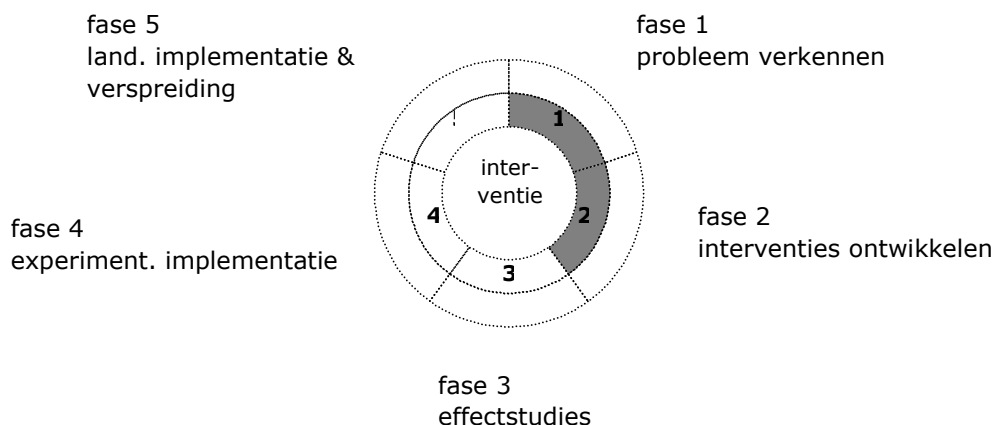 fase 5
land. implementatie &
verspreiding
fase 1
probleem verkennen
1
inter-
ventie
2
4
3
fase 2
interventies ontwikkelen
fase 4
experiment. implementatie
fase 3
effectstudies